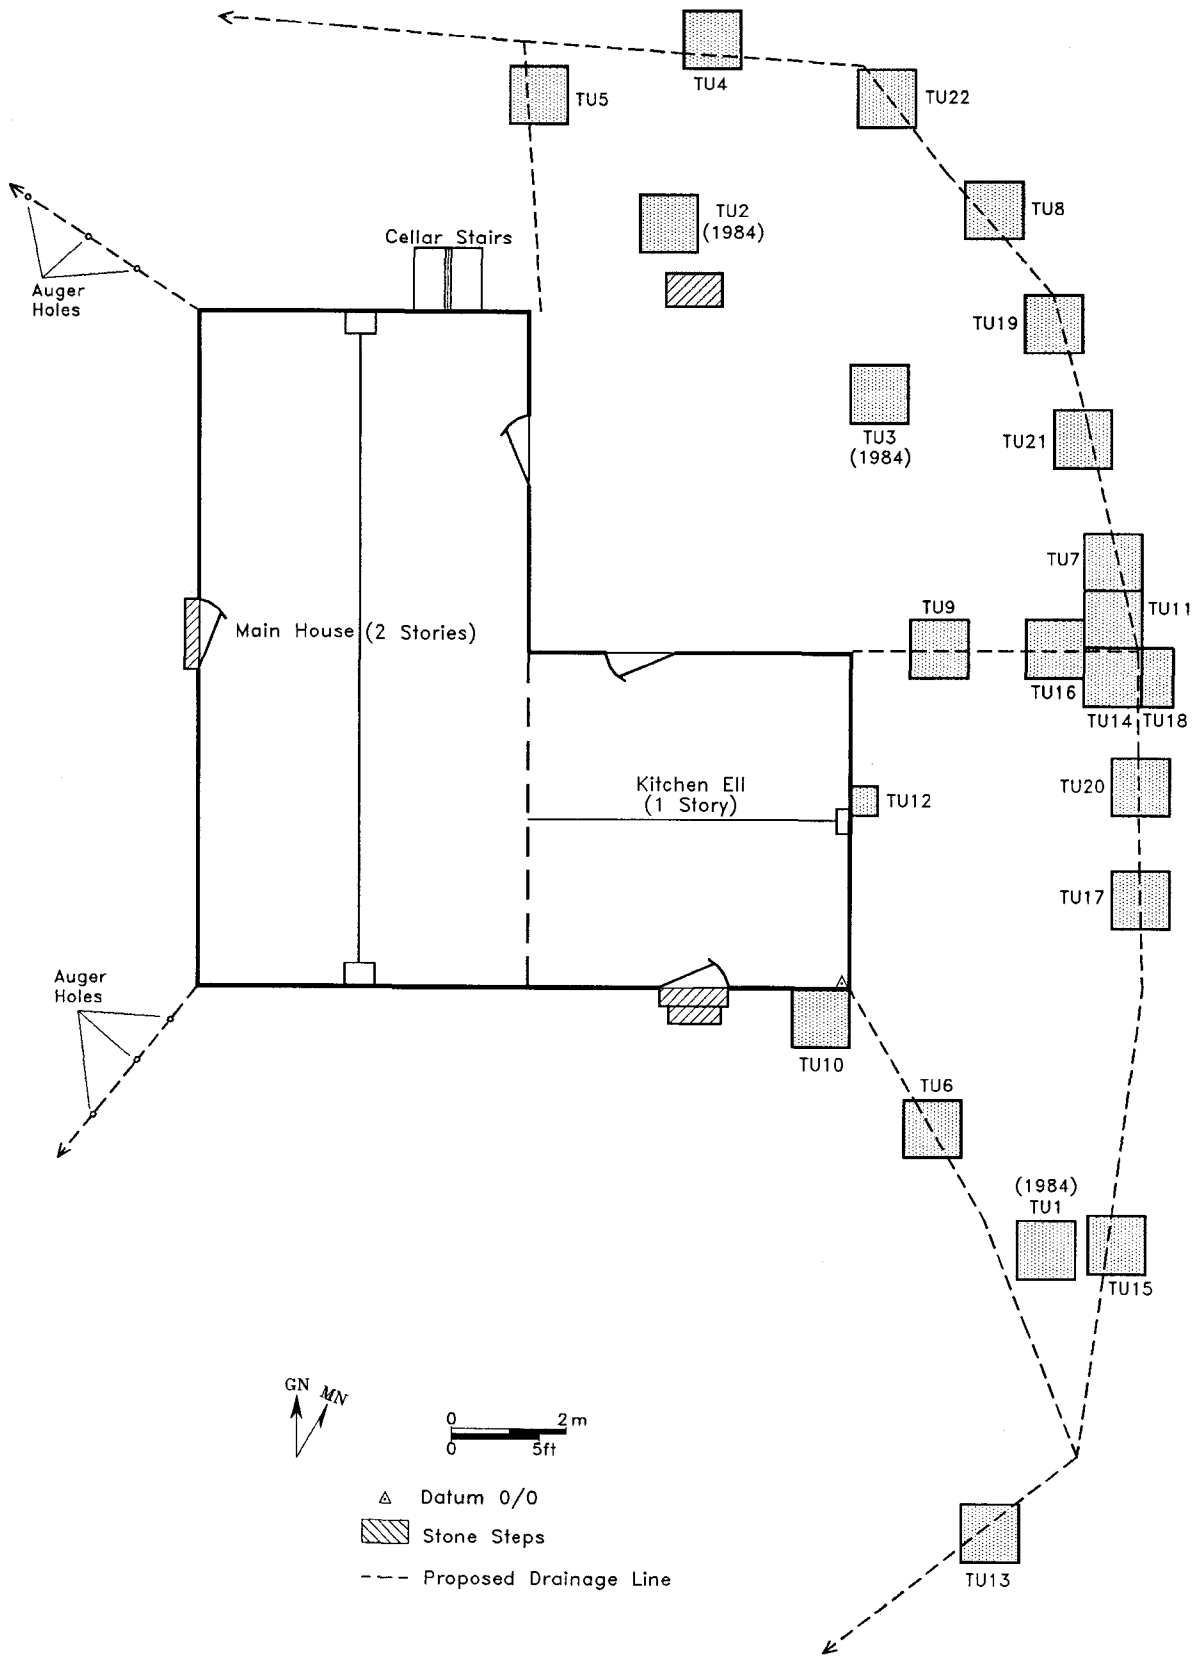 TU4
TU5
TU22
TU8
TU2
(1984)
Cellar Stairs
Auger
Holes
TU19
TU3
(1984)
TU21
TU7
TU9
TU11
Main House (2 Stories)
TU16
TU14
TU18
Kitchen Ell
(1 Story)
TU12
TU20
TU17
Auger
Holes
TU10
TU6
(1984)
TU1
TU15
GN
MN
0
2 m
0
5ft
Datum 0/0
Stone Steps
Proposed Drainage Line
TU13